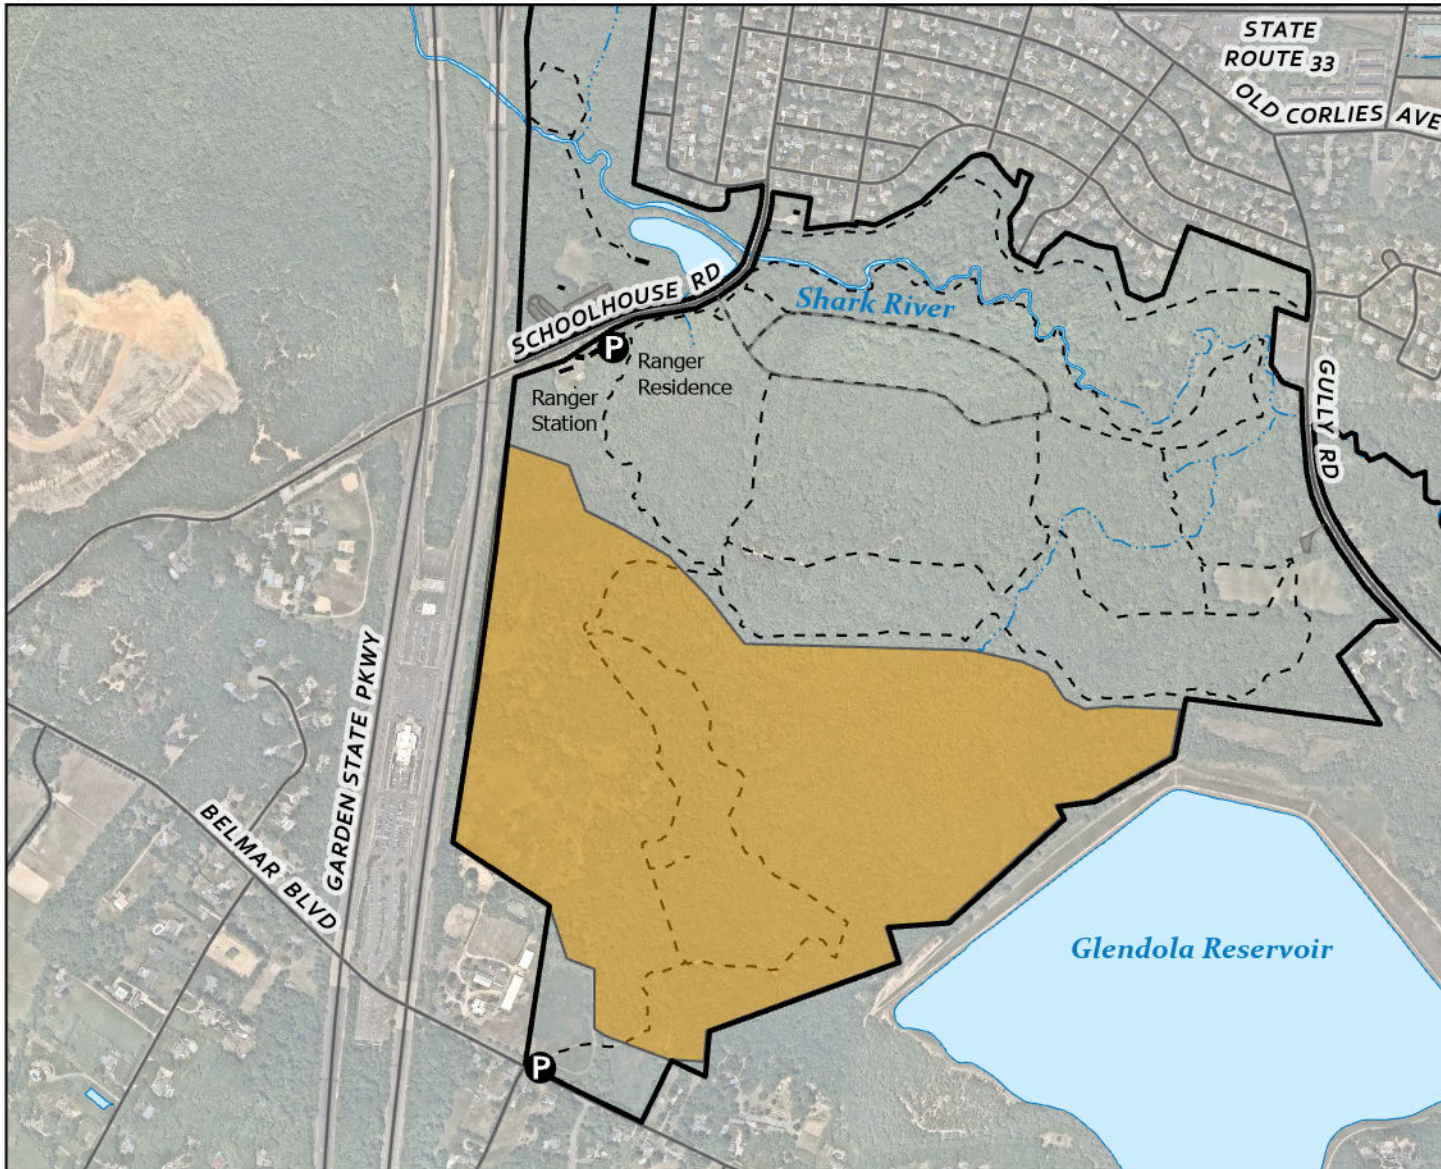 STATE
ROUTE 33
OLD CORLIES AVE
SCHOOLHOUSE RD
Shark River
P
Ranger
Residence
Ranger
Station
GULLY RD
GARDEN STATE PKWY
BELMAR BLVD
Glendola Reservoir
P